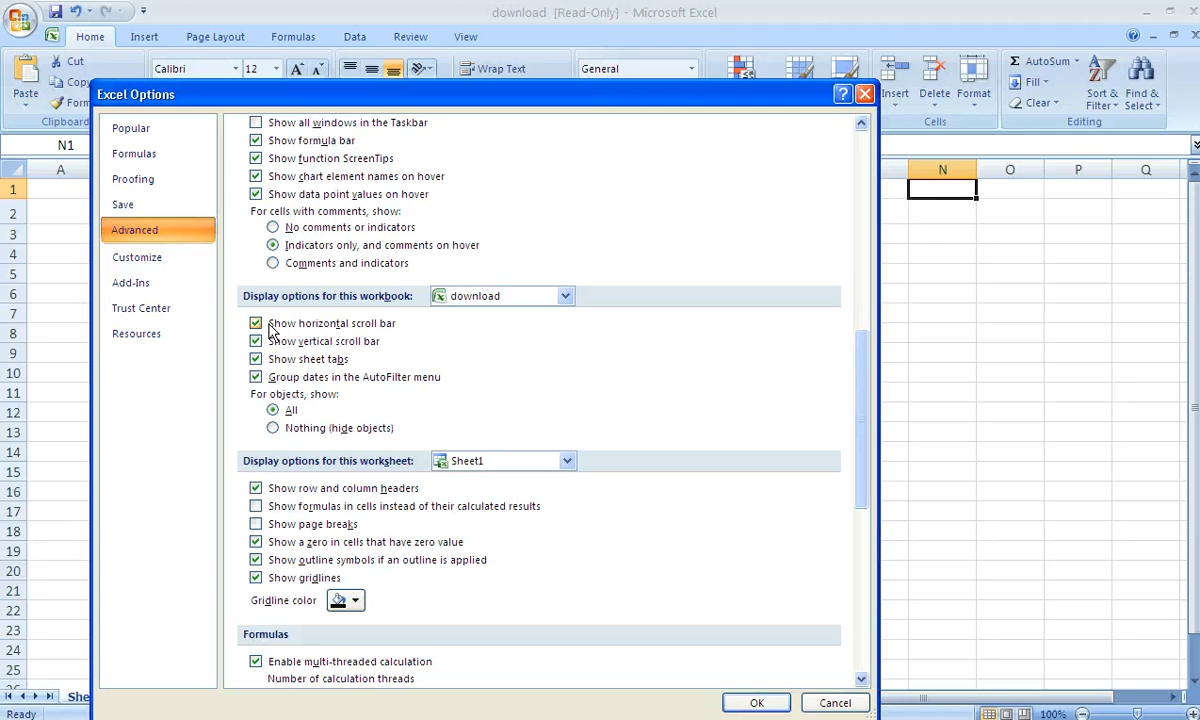 download [Read-Only] - Microsoft Excel
Home Insert Page Layout Formulas Data Review View
Paste
Cut
Copy
Form
Clipboard
Calibri 12
Wrap Text
General
Insert Delete Format
Cells
Σ AutoSum
Fill
Clear
Sort & Filter
Find & Select
Editing
N1
Excel Options
Popular
Formulas
Proofing
Save
Advanced
Customize
Add-Ins
Trust Center
Resources
Show all windows in the Taskbar
Show formula bar
Show function ScreenTips
Show chart element names on hover
Show data point values on hover
For cells with comments, show:
No comments or indicators
Indicators only, and comments on hover
Comments and indicators
Display options for this workbook: download
Show horizontal scroll bar
Show vertical scroll bar
Show sheet tabs
Group dates in the AutoFilter menu
For objects, show:
All
Nothing (hide objects)
Display options for this worksheet: Sheet1
Show row and column headers
Show formulas in cells instead of their calculated results
Show page breaks
Show a zero in cells that have zero value
Show outline symbols if an outline is applied
Show gridlines
Gridline color
Formulas
Enable multi-threaded calculation
Number of calculation threads
OK Cancel
A N O P Q
1
2
3
4
5
6
7
8
9
10
11
12
13
14
15
16
17
18
19
20
21
22
23
24
25
She
Ready 100%